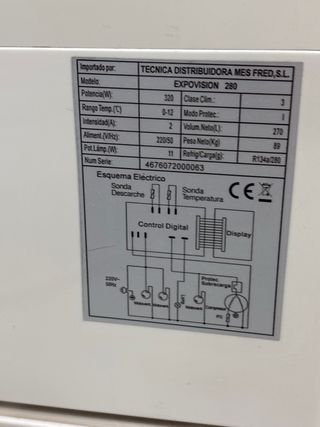 Importado por: TECNICA DISTRIBUIDORA MES FRED,S.L.
Modelo: EXPOVISION 280
Potencia(W): 320 Clase Clim.: 3
Rango Temp.(℃) 0-12 Modo Protec.: I
Intensidad(A): 2 Volum.Neto(L): 270
Aliment.(V/Hz): 220/50 Peso Neto(Kg): 89
Pot.Lámp.(W): 11 Refrig/Carga(g): R134a/280
Num Serie: 4676072000063
Esquema Eléctrico
Sonda Descarche
Sonda Temperatura
CE
Control Digital
Display
220V~
50Hz
Protec.
Sobrecarga